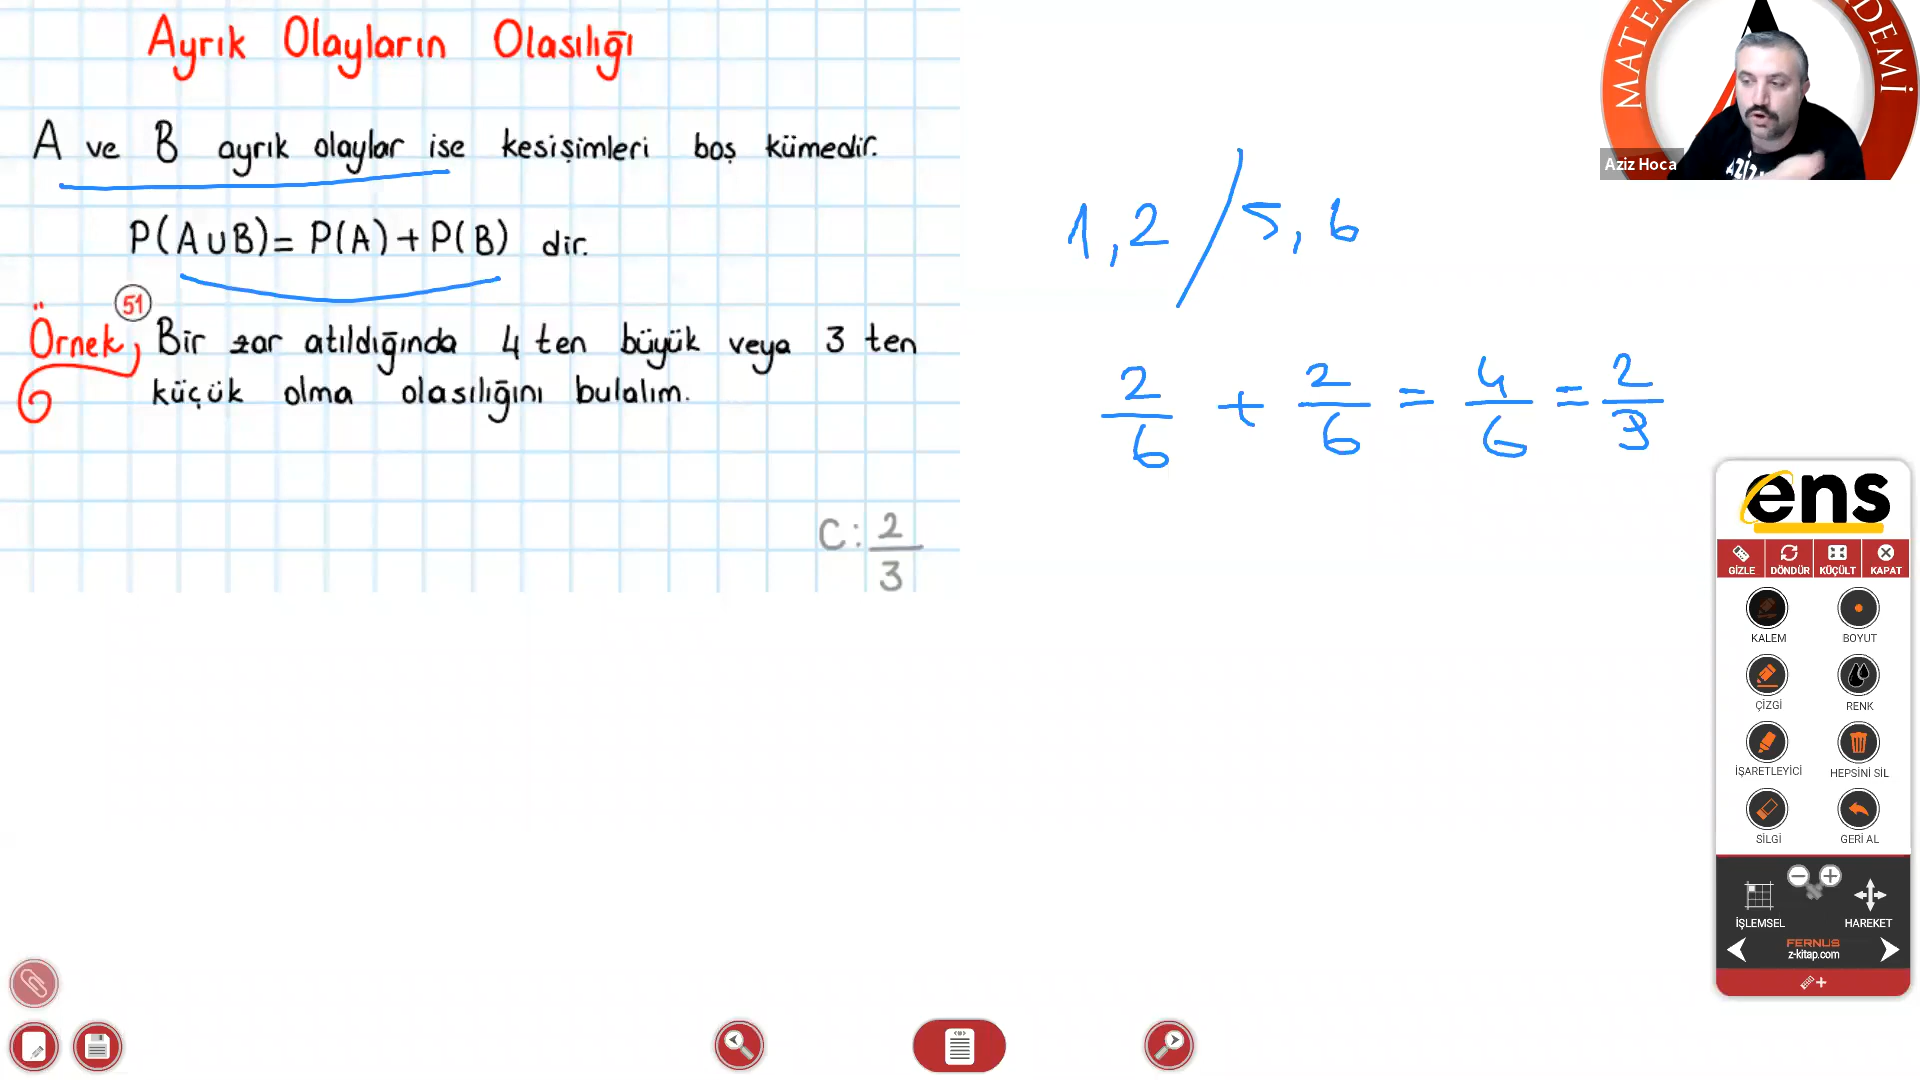 Ayrık Olayların Olasılığı
A ve B ayrık olaylar ise kesişimleri boş kümedir.
P(A∪B)= P(A)+P(B) dir.
51
Örnek, Bir zar atıldığında 4 ten büyük veya 3 ten
küçük olma olasılığını bulalım.
C: 2/3
1,2 / 5, 6
2/6 + 2/6 = 4/6 = 2/3
Aziz Hoca
ens
GİZLE DÖNDÜR KÜÇÜLT KAPAT
KALEM BOYUT
ÇİZGİ RENK
İŞARETLEYİCİ HEPSİNİ SİL
SİLGİ GERİ AL
İŞLEMSEL HAREKET
FERNUS
z-kitap.com